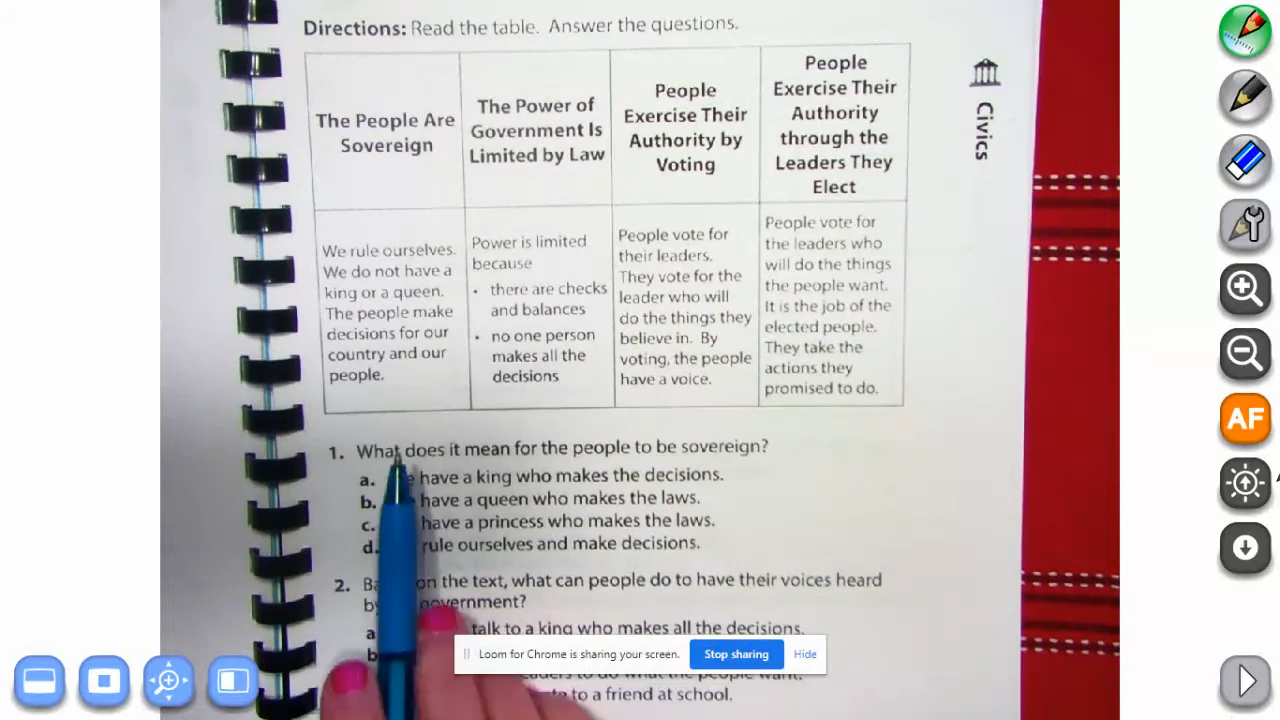 Directions: Read the table. Answer the questions.
The People Are
Sovereign
The Power of
Government Is
Limited by Law
People
Exercise Their
Authority by
Voting
People
Exercise Their
Authority
through the
Leaders They
Elect
We rule ourselves.
We do not have a
king or a queen.
The people make
decisions for our
country and our
people.
Power is limited
because
• there are checks
and balances
• no one person
makes all the
decisions
People vote for
their leaders.
They vote for the
leader who will
do the things they
believe in. By
voting, the people
have a voice.
People vote for
the leaders who
will do the things
the people want.
It is the job of the
elected people.
They take the
actions they
promised to do.
Civics
1. What does it mean for the people to be sovereign?
a. have a king who makes the decisions.
b. have a queen who makes the laws.
c. have a princess who makes the laws.
d. rule ourselves and make decisions.
2. on the text, what can people do to have their voices heard
by government?
a talk to a king who makes all the decisions.
b
to do what the people want.
to a friend at school.
Loom for Chrome is sharing your screen.
Stop sharing
Hide
AF